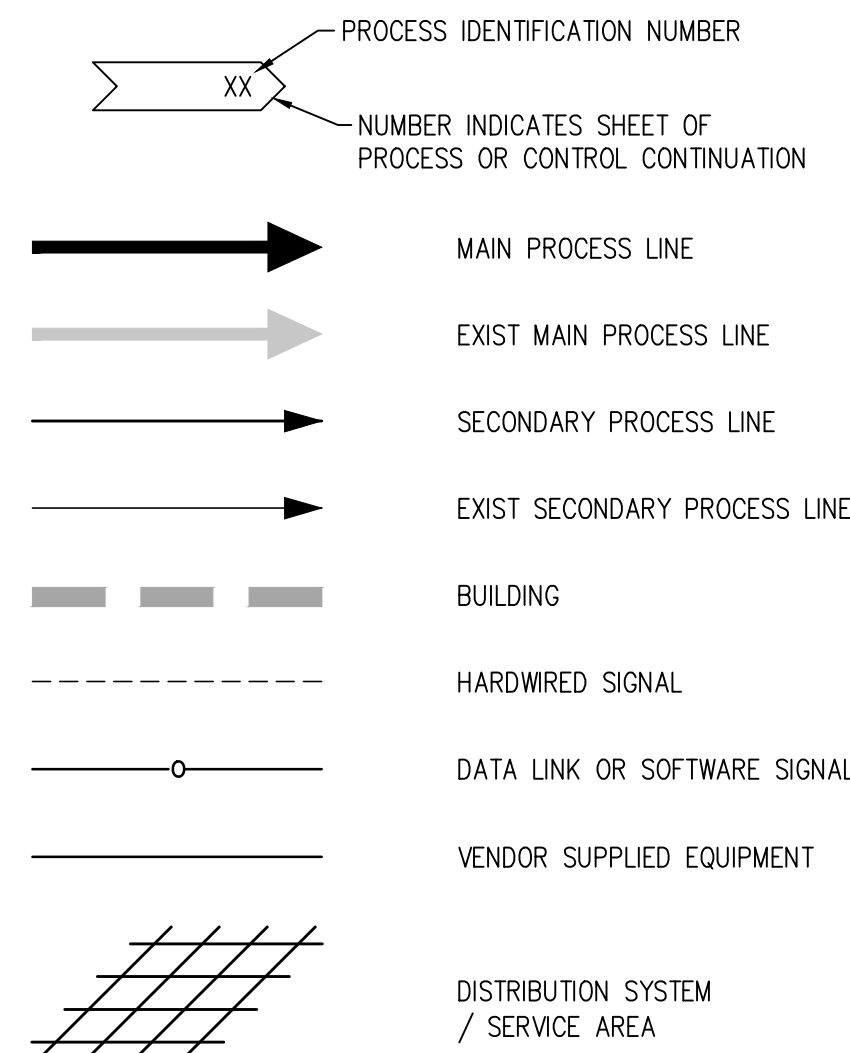 PROCESS IDENTIFICATION NUMBER
XX
NUMBER INDICATES SHEET OF
PROCESS OR CONTROL CONTINUATION
MAIN PROCESS LINE
EXIST MAIN PROCESS LINE
SECONDARY PROCESS LINE
EXIST SECONDARY PROCESS LINE
BUILDING
HARDWIRED SIGNAL
DATA LINK OR SOFTWARE SIGNAL
VENDOR SUPPLIED EQUIPMENT
DISTRIBUTION SYSTEM
/ SERVICE AREA